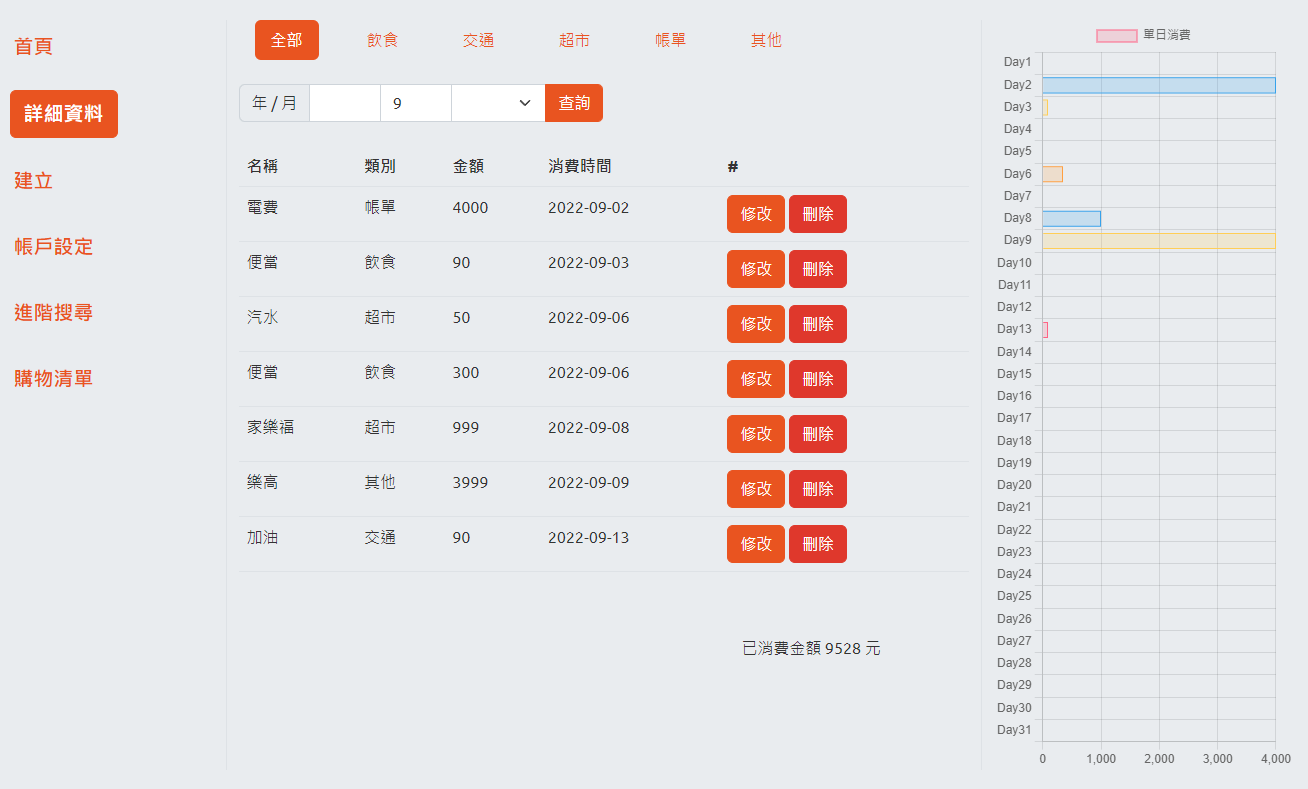 首頁
詳細資料
建立
帳戶設定
進階搜尋
購物清單
全部 飲食 交通 超市 帳單 其他
年 / 月 9 查詢
名稱 類別 金額 消費時間 #
電費 帳單 4000 2022-09-02 修改 刪除
便當 飲食 90 2022-09-03 修改 刪除
汽水 超市 50 2022-09-06 修改 刪除
便當 飲食 300 2022-09-06 修改 刪除
家樂福 超市 999 2022-09-08 修改 刪除
樂高 其他 3999 2022-09-09 修改 刪除
加油 交通 90 2022-09-13 修改 刪除
已消費金額 9528 元
單日消費
Day1
Day2
Day3
Day4
Day5
Day6
Day7
Day8
Day9
Day10
Day11
Day12
Day13
Day14
Day15
Day16
Day17
Day18
Day19
Day20
Day21
Day22
Day23
Day24
Day25
Day26
Day27
Day28
Day29
Day30
Day31
0 1,000 2,000 3,000 4,000